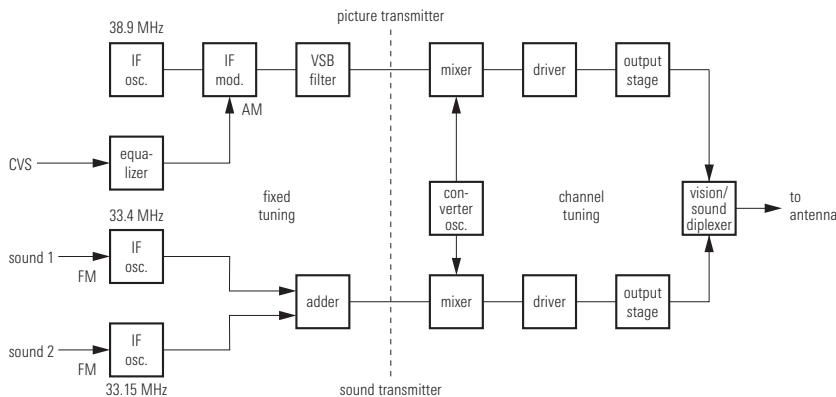 picture transmitter
38.9 MHz
IF
osc.
IF
mod.
VSB
filter
mixer
driver
output
stage
AM
CVS
equa-
lizer
fixed
tuning
con-
verter
osc.
channel
tuning
vision/
sound
diplexer
to
antenna
33.4 MHz
sound 1
FM
IF
osc.
adder
mixer
driver
output
stage
sound 2
FM
IF
osc.
33.15 MHz
sound transmitter